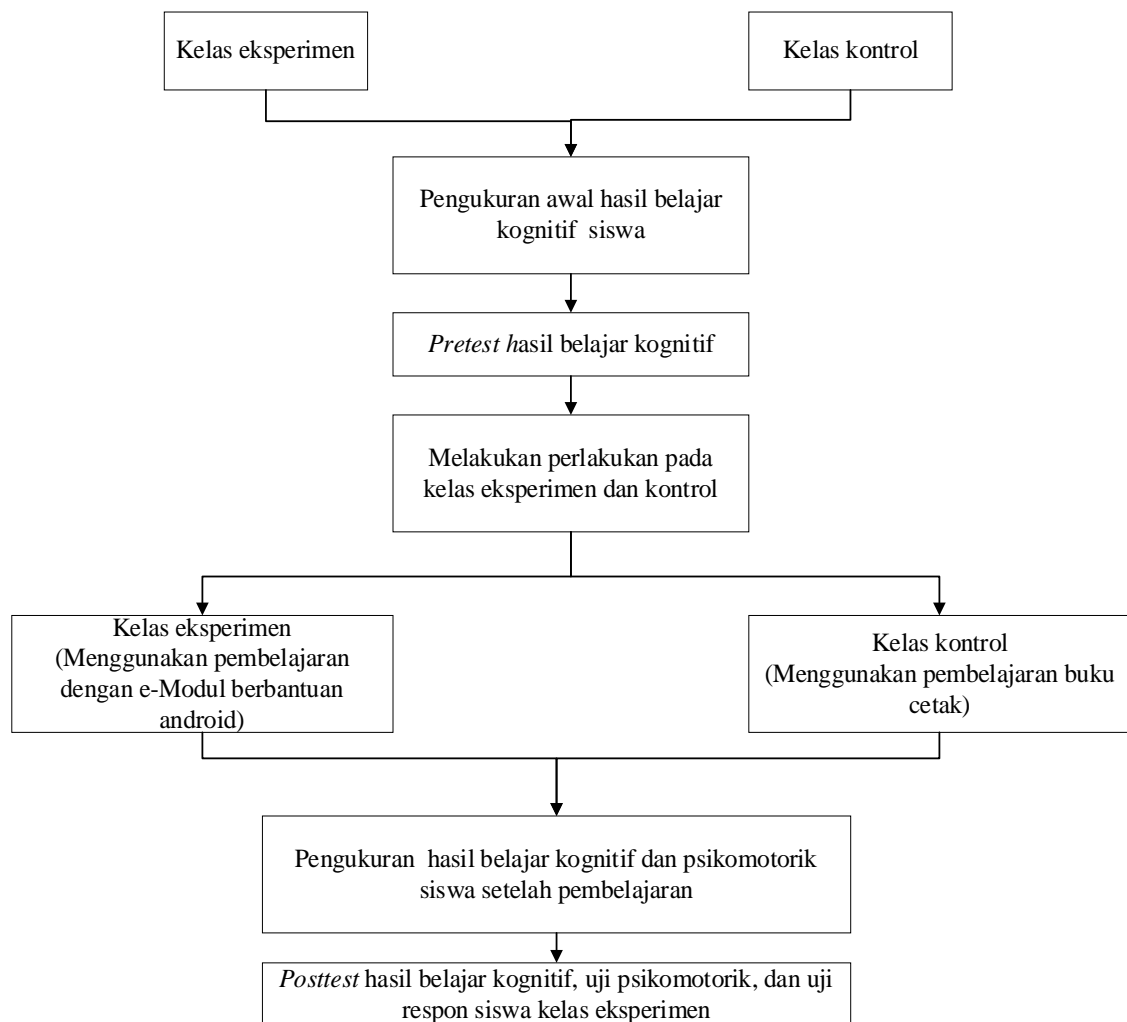 Kelas eksperimen
Kelas kontrol
Pengukuran awal hasil belajar
kognitif siswa
Pretest hasil belajar kognitif
Melakukan perlakukan pada
kelas eksperimen dan kontrol
Kelas eksperimen
(Menggunakan pembelajaran
dengan e-Modul berbantuan
android)
Kelas kontrol
(Menggunakan pembelajaran buku
cetak)
Pengukuran hasil belajar kognitif dan psikomotorik
siswa setelah pembelajaran
Posttest hasil belajar kognitif, uji psikomotorik, dan uji
respon siswa kelas eksperimen